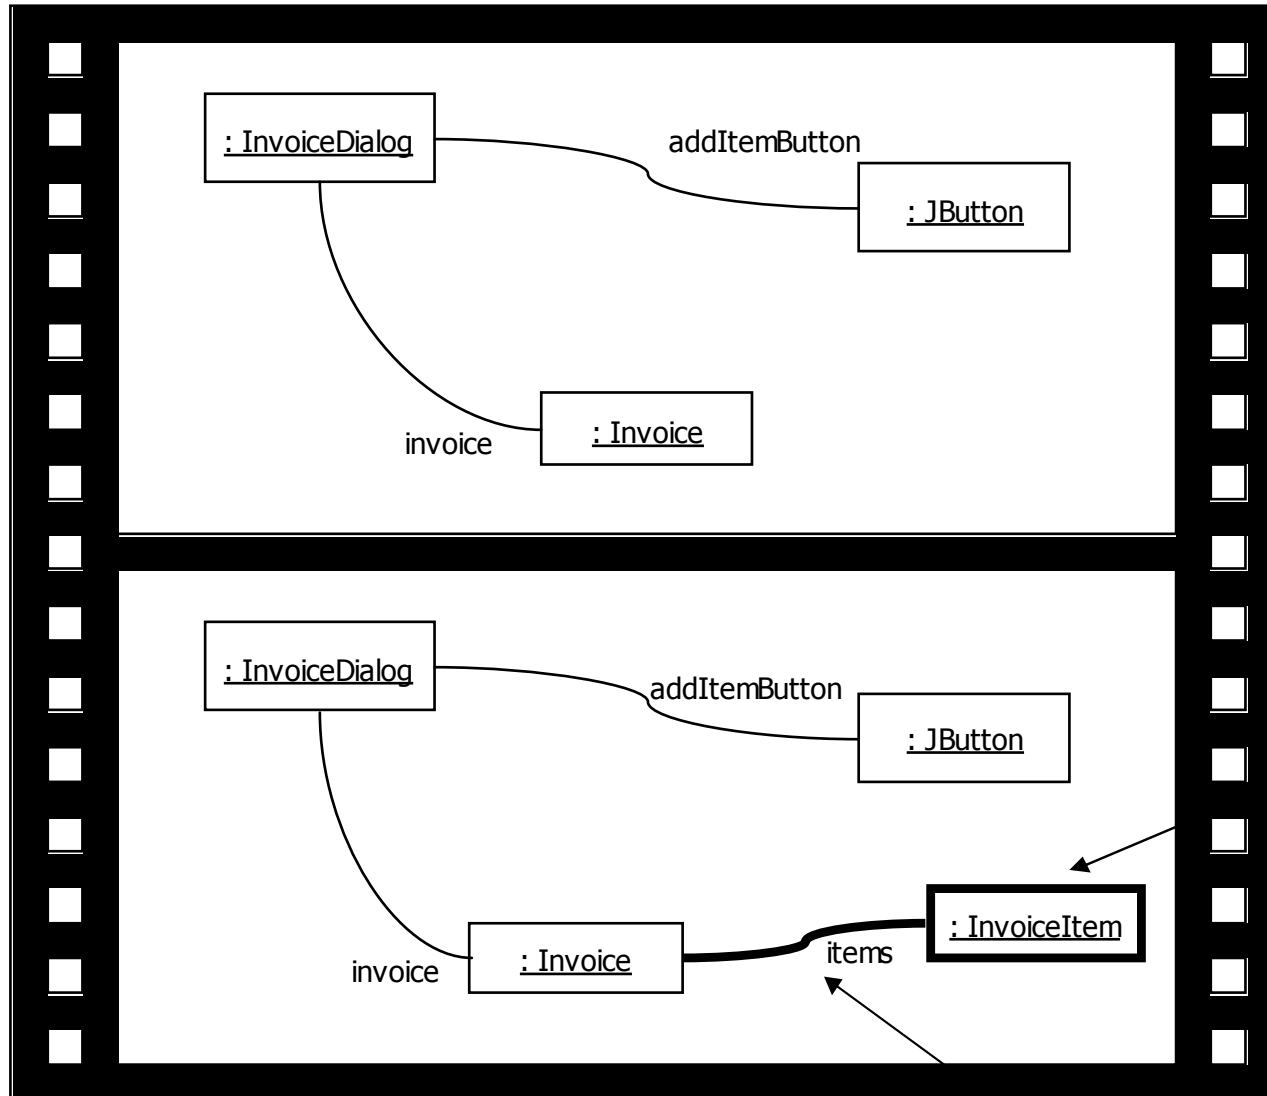 : InvoiceDialog
addItemButton
: JButton
invoice
: Invoice
: InvoiceDialog
addItemButton
: JButton
: InvoiceItem
items
invoice
: Invoice